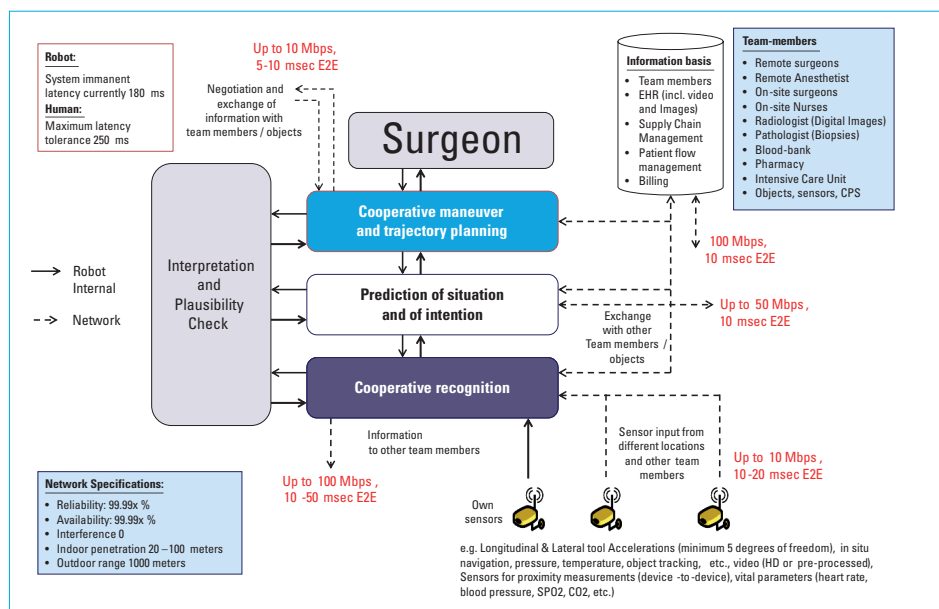 Robot:
System immanent
latency currently 180 ms
Human:
Maximum latency
tolerance 250 ms
Up to 10 Mbps,
5-10 msec E2E
Negotiation and
exchange of
information with
team members / objects
Surgeon
Information basis
• Team members
• EHR (incl. video
and Images)
• Supply Chain
Management
• Patient flow
management
• Billing
Team-members
• Remote surgeons
• Remote Anesthetist
• On-site surgeons
• On-site Nurses
• Radiologist (Digital Images)
• Pathologist (Biopsies)
• Blood-bank
• Pharmacy
• Intensive Care Unit
• Objects, sensors, CPS
Cooperative maneuver
and trajectory planning
100 Mbps,
10 msec E2E
Interpretation
and
Plausibility
Check
Robot
Internal
Network
Prediction of situation
and of intention
Up to 50 Mbps,
10 msec E2E
Exchange
with other
Team members /
objects
Cooperative recognition
Information
to other team members
Up to 100 Mbps ,
10 -50 msec E2E
Sensor input from
different locations
and other team
members
Up to 10 Mbps ,
10-20 msec E2E
Own
sensors
Network Specifications:
• Reliability: 99.99x %
• Availability: 99.99x %
• Interference 0
• Indoor penetration 20 –100 meters
• Outdoor range 1000 meters
e.g. Longitudinal & Lateral tool Accelerations (minimum 5 degrees of freedom), in situ
navigation, pressure, temperature, object tracking, etc., video (HD or pre-processed),
Sensors for proximity measurements (device -to-device), vital parameters (heart rate,
blood pressure, SPO2, CO2, etc.)